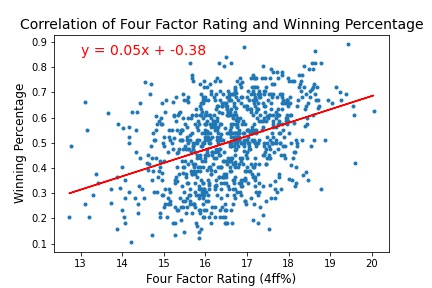 Correlation of Four Factor Rating and Winning Percentage
y = 0.05x + -0.38
Winning Percentage
0.9
0.8
0.7
0.6
0.5
0.4
0.3
0.2
0.1
13 14 15 16 17 18 19 20
Four Factor Rating (4ff%)